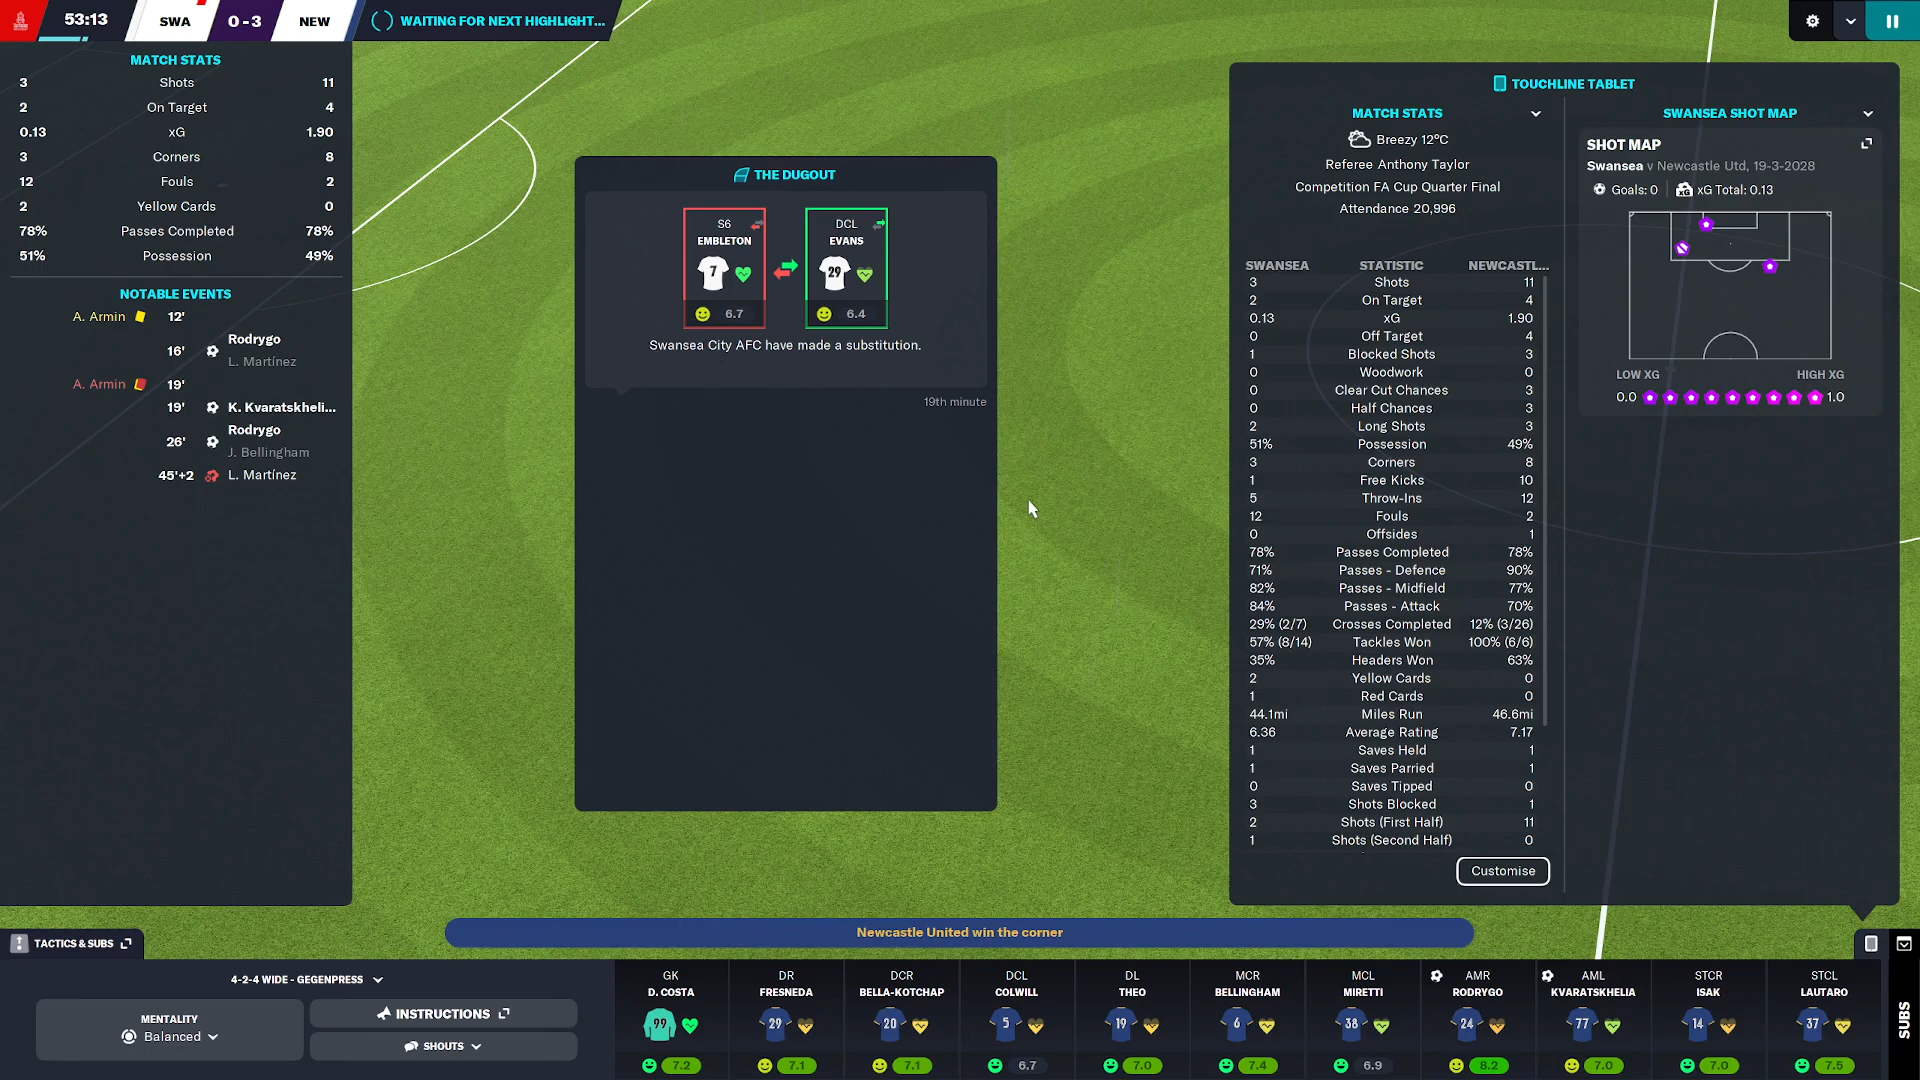 53:13
SWA
0 - 3
NEW
WAITING FOR NEXT HIGHLIGHT...
MATCH STATS
3 Shots 11
2 On Target 4
0.13 xG 1.90
3 Corners 8
12 Fouls 2
2 Yellow Cards 0
78% Passes Completed 78%
51% Possession 49%
NOTABLE EVENTS
A. Armin 12'
Rodrygo
16'
L. Martínez
A. Armin 19'
19' K. Kvaratskheli...
Rodrygo
26'
J. Bellingham
45'+2 L. Martínez
THE DUGOUT
S6
EMBLETON
7
6.7
DCL
EVANS
29
6.4
Swansea City AFC have made a substitution.
19th minute
TOUCHLINE TABLET
MATCH STATS
Breezy 12°C
Referee Anthony Taylor
Competition FA Cup Quarter Final
Attendance 20,996
SWANSEA STATISTIC NEWCASTL...
3 Shots 11
2 On Target 4
0.13 xG 1.90
0 Off Target 4
1 Blocked Shots 3
0 Woodwork 0
0 Clear Cut Chances 3
0 Half Chances 3
2 Long Shots 3
51% Possession 49%
3 Corners 8
1 Free Kicks 10
5 Throw-Ins 12
12 Fouls 2
0 Offsides 1
78% Passes Completed 78%
71% Passes - Defence 90%
82% Passes - Midfield 77%
84% Passes - Attack 70%
29% (2/7) Crosses Completed 12% (3/26)
57% (8/14) Tackles Won 100% (6/6)
35% Headers Won 63%
2 Yellow Cards 0
1 Red Cards 0
44.1mi Miles Run 46.6mi
6.36 Average Rating 7.17
1 Saves Held 1
1 Saves Parried 1
0 Saves Tipped 0
3 Shots Blocked 1
2 Shots (First Half) 11
1 Shots (Second Half) 0
Customise
SWANSEA SHOT MAP
SHOT MAP
Swansea v Newcastle Utd, 19-3-2028
Goals: 0
xG Total: 0.13
LOW XG HIGH XG
0.0 1.0
Newcastle United win the corner
TACTICS & SUBS
4-2-4 WIDE - GEGENPRESS
MENTALITY
Balanced
INSTRUCTIONS
SHOUTS
GK
D. COSTA
99
7.2
DR
FRESNEDA
29
7.1
DCR
BELLA-KOTCHAP
20
7.1
DCL
COLWILL
5
6.7
DL
THEO
19
7.0
MCR
BELLINGHAM
6
7.4
MCL
MIRETTI
38
6.9
AMR
RODRYGO
24
8.2
AML
KVARATSKHELIA
77
7.0
STCR
ISAK
14
7.0
STCL
LAUTARO
37
7.5
SUBS